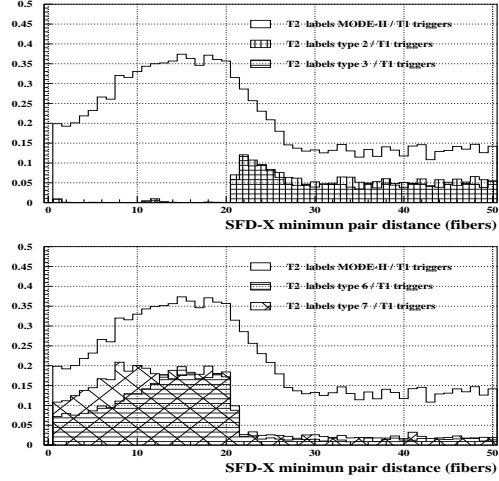 0.5
T2 labels MODE-H / T1 triggers
0.45
T2 labels type 2 / T1 triggers
0.4
T2 labels type 3 / T1 triggers
0.35
0.3
0.25
0.2
0.15
0.1
0.05
0
0 10 20 30 40 50
SFD-X minimun pair distance (fibers)
0.5
T2 labels MODE-H / T1 triggers
0.45
T2 labels type 6 / T1 triggers
0.4
T2 labels type 7 / T1 triggers
0.35
0.3
0.25
0.2
0.15
0.1
0.05
0
0 10 20 30 40 50
SFD-X minimun pair distance (fibers)